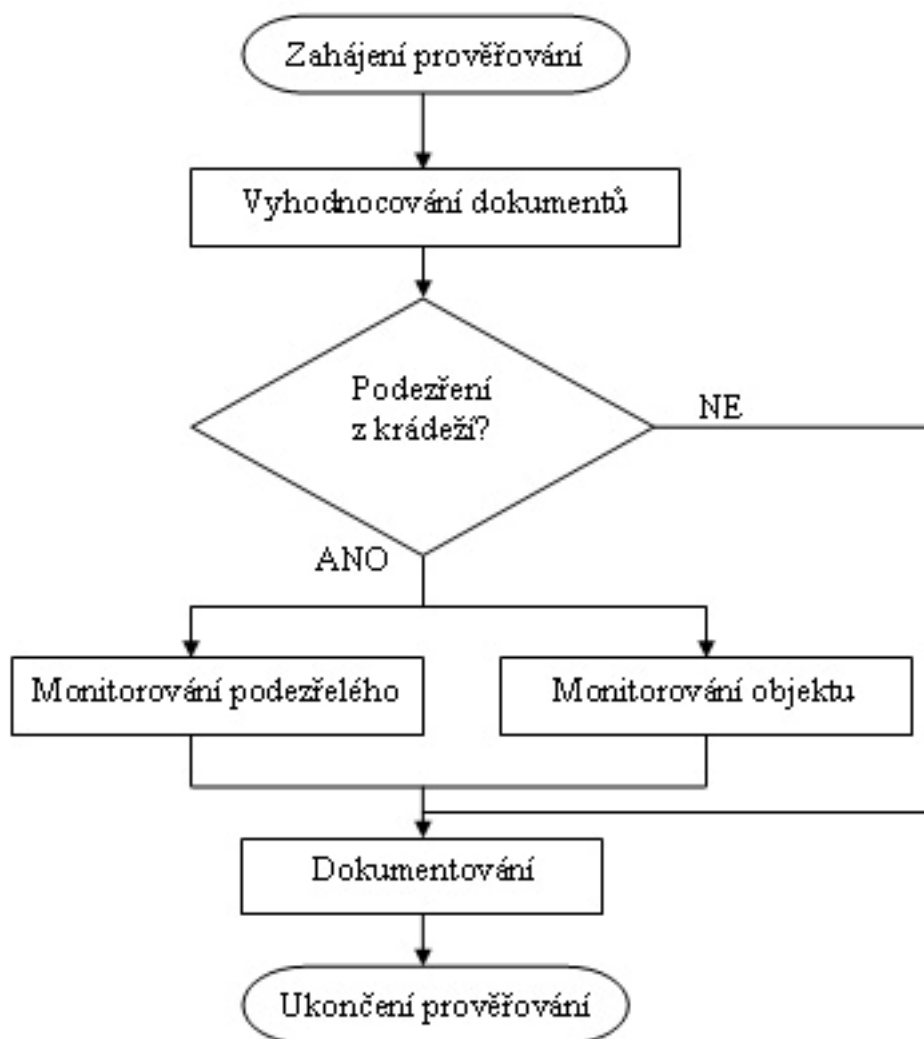 Zahájení prověřování
Vyhodnocování dokumentů
Podezření
z krádeží?
NE
ANO
Monitorování podezřelého
Monitorování objektu
Dokumentování
Ukončení prověřování